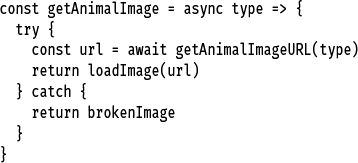 const getAnimalImage = async type => {
  try {
    const url = await getAnimalImageURL(type)
    return loadImage(url)
  } catch {
    return brokenImage
  }
}